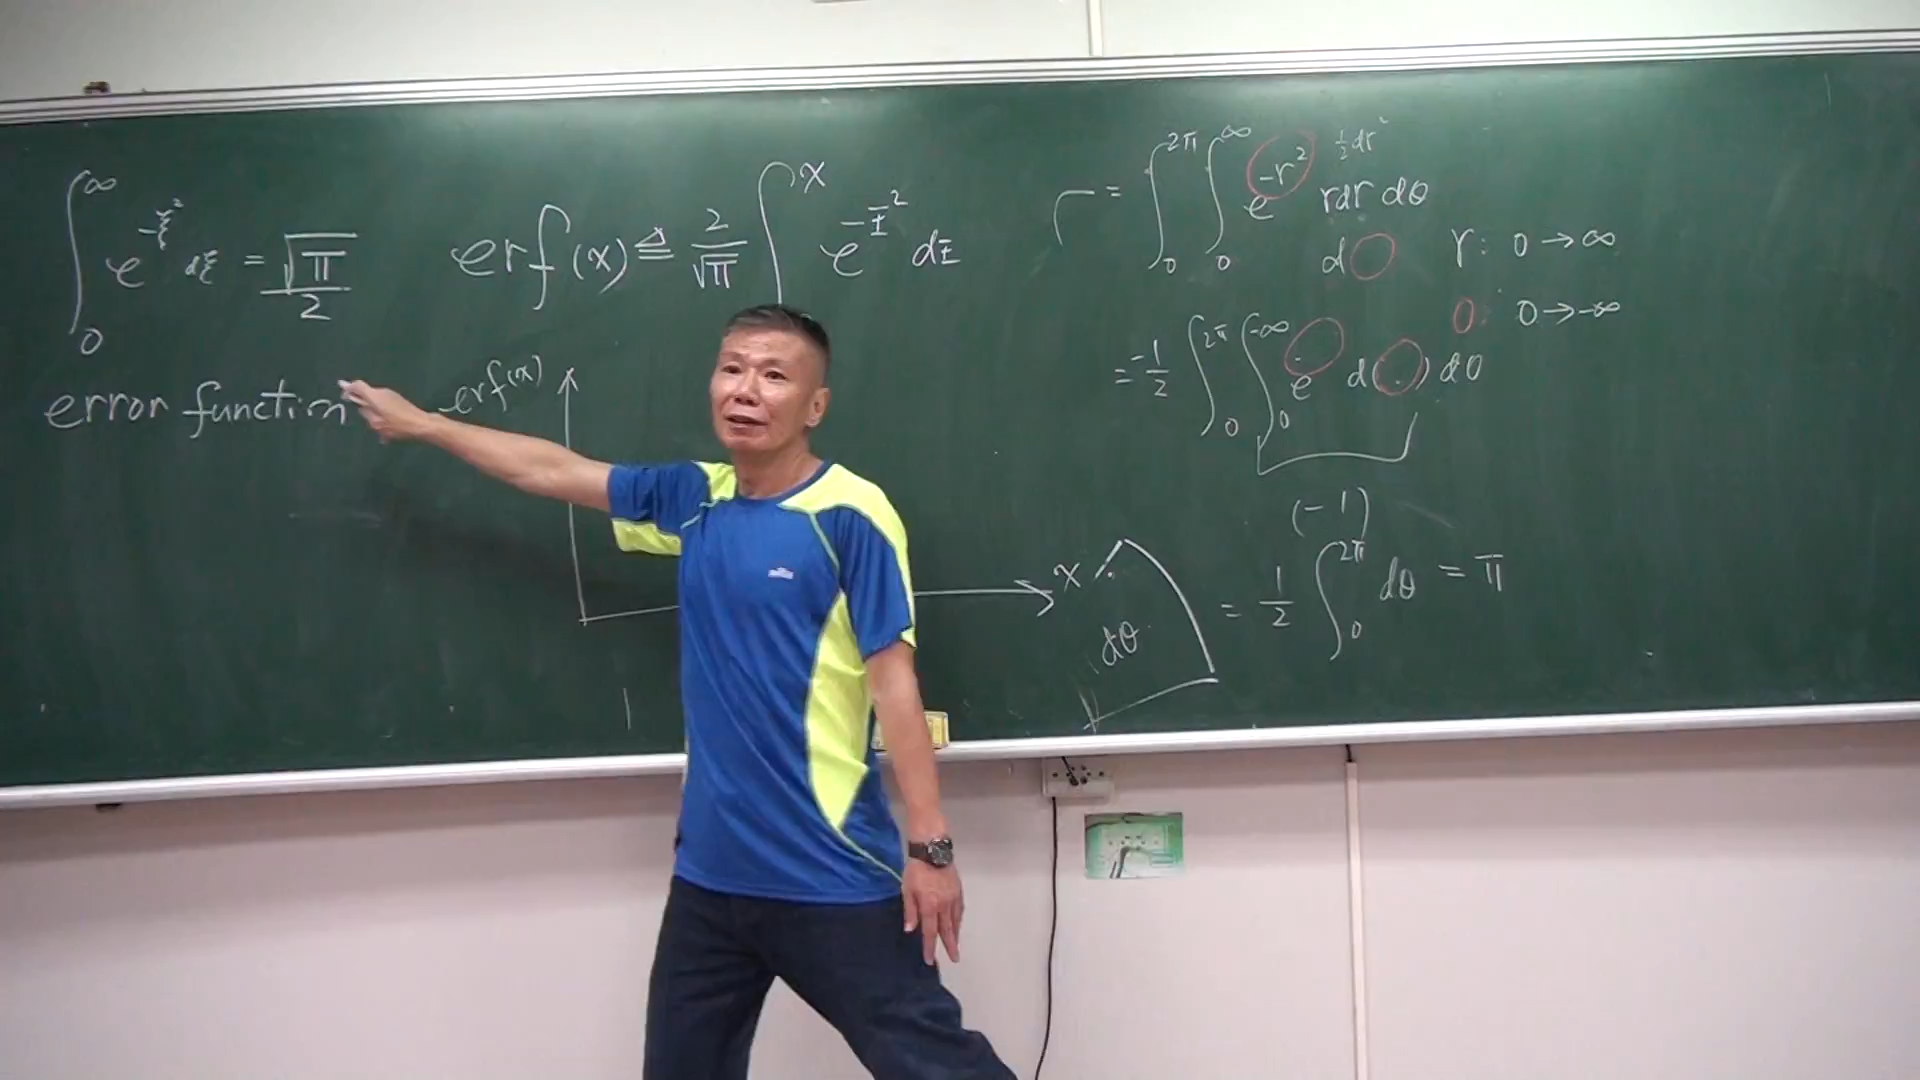 ∫₀^∞ e^{-ξ²} dξ = √π / 2
erf(x) ≜ 2/√π ∫^x e^{-Ξ²} dΞ
error function
erf(x)
x
dθ
= ∫₀^{2π} ∫₀^∞ e^{-r²} r dr dθ
½dr²
d○ r: 0 → ∞
○: 0 → -∞
= -1/2 ∫₀^{2π} ∫₀^{-∞} e^○ d(○) dθ
(-1)
= 1/2 ∫₀^{2π} dθ = π